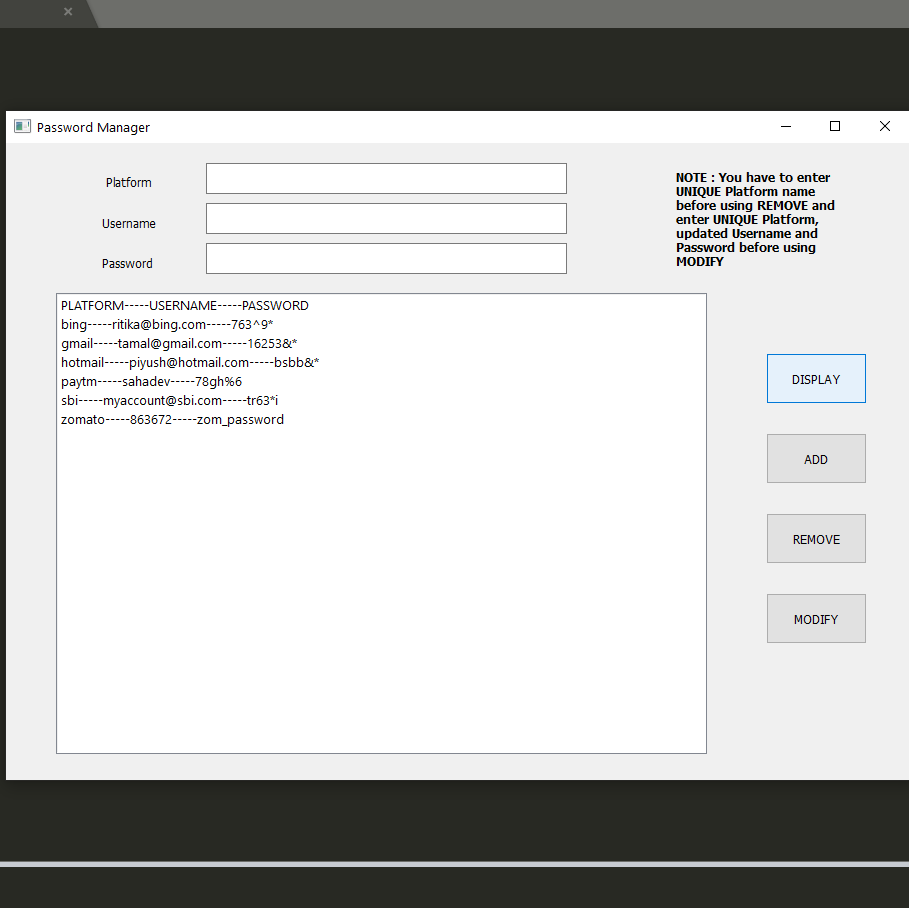 Password Manager
Platform
Username
Password
NOTE : You have to enter
UNIQUE Platform name
before using REMOVE and
enter UNIQUE Platform,
updated Username and
Password before using
MODIFY
PLATFORM-----USERNAME-----PASSWORD
bing-----ritika@bing.com-----763^9*
gmail-----tamal@gmail.com-----16253&*
hotmail-----piyush@hotmail.com-----bsbb&*
paytm-----sahadev-----78gh%6
sbi-----myaccount@sbi.com-----tr63*i
zomato-----863672-----zom_password
DISPLAY
ADD
REMOVE
MODIFY